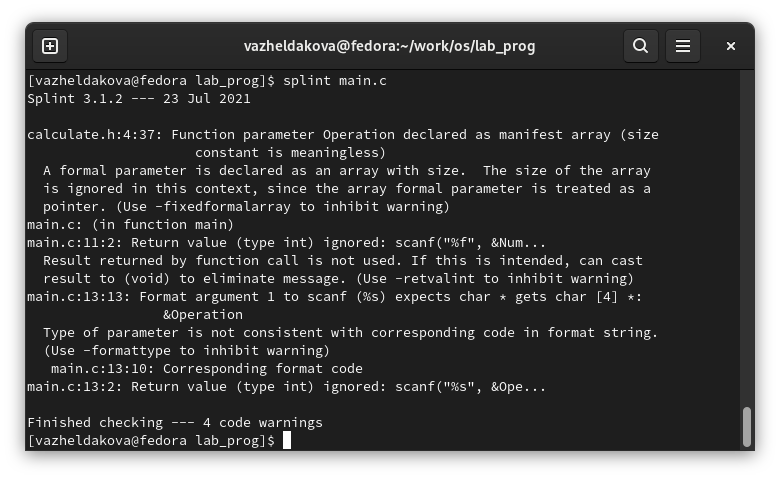 vazheldakova@fedora:~/work/os/lab_prog
[vazheldakova@fedora lab_prog]$ splint main.c
Splint 3.1.2 --- 23 Jul 2021

calculate.h:4:37: Function parameter Operation declared as manifest array (size
                     constant is meaningless)
  A formal parameter is declared as an array with size.  The size of the array
  is ignored in this context, since the array formal parameter is treated as a
  pointer. (Use -fixedformalarray to inhibit warning)
main.c: (in function main)
main.c:11:2: Return value (type int) ignored: scanf("%f", &Num...
  Result returned by function call is not used. If this is intended, can cast
  result to (void) to eliminate message. (Use -retvalint to inhibit warning)
main.c:13:13: Format argument 1 to scanf (%s) expects char * gets char [4] *:
                 &Operation
  Type of parameter is not consistent with corresponding code in format string.
  (Use -formattype to inhibit warning)
   main.c:13:10: Corresponding format code
main.c:13:2: Return value (type int) ignored: scanf("%s", &Ope...

Finished checking --- 4 code warnings
[vazheldakova@fedora lab_prog]$